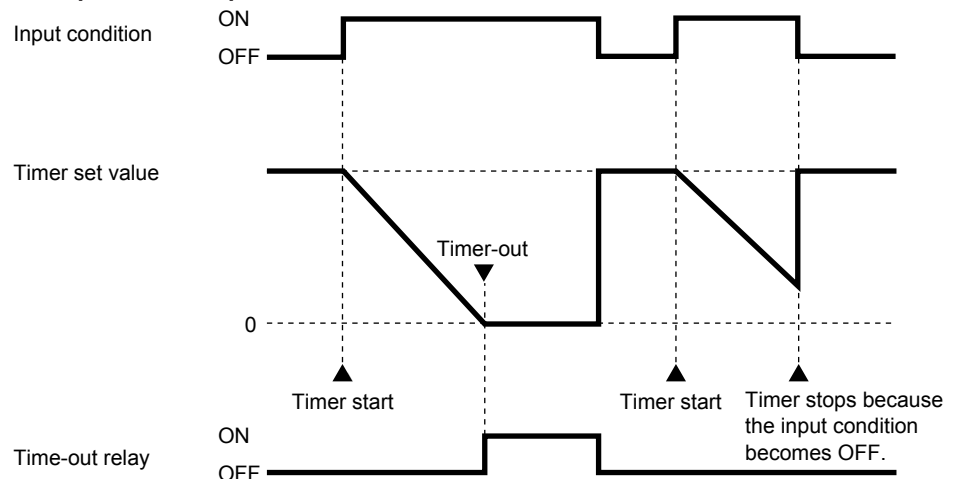 ON
Input condition
OFF
Timer set value
Timer-out
0
Timer start
Timer start
Timer stops because
the input condition
becomes OFF.
ON
Time-out relay
OFF